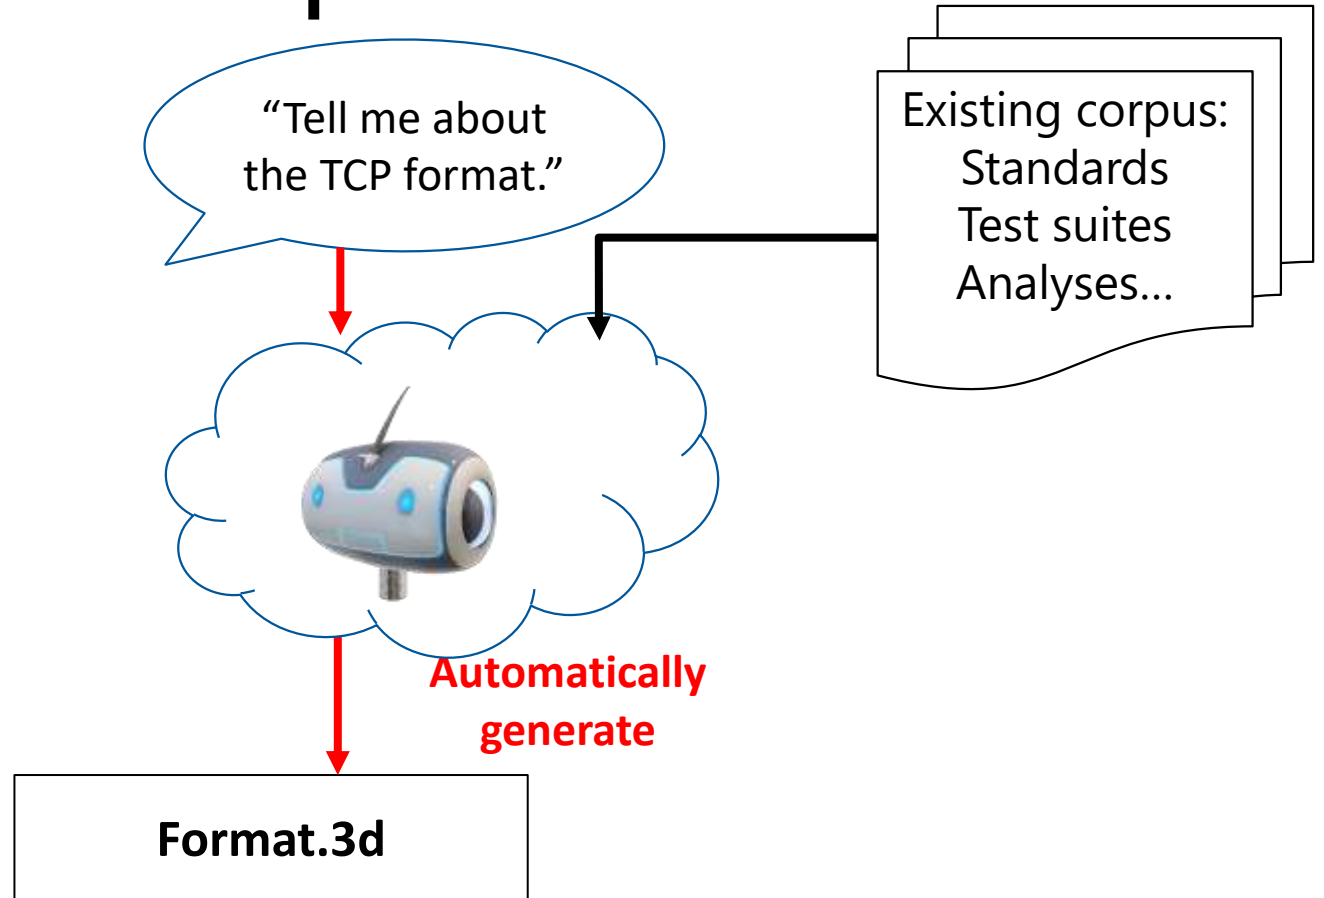 “Tell me about
the TCP format.”
Existing corpus:
Standards
Test suites
Analyses...
Automatically
generate
Format.3d